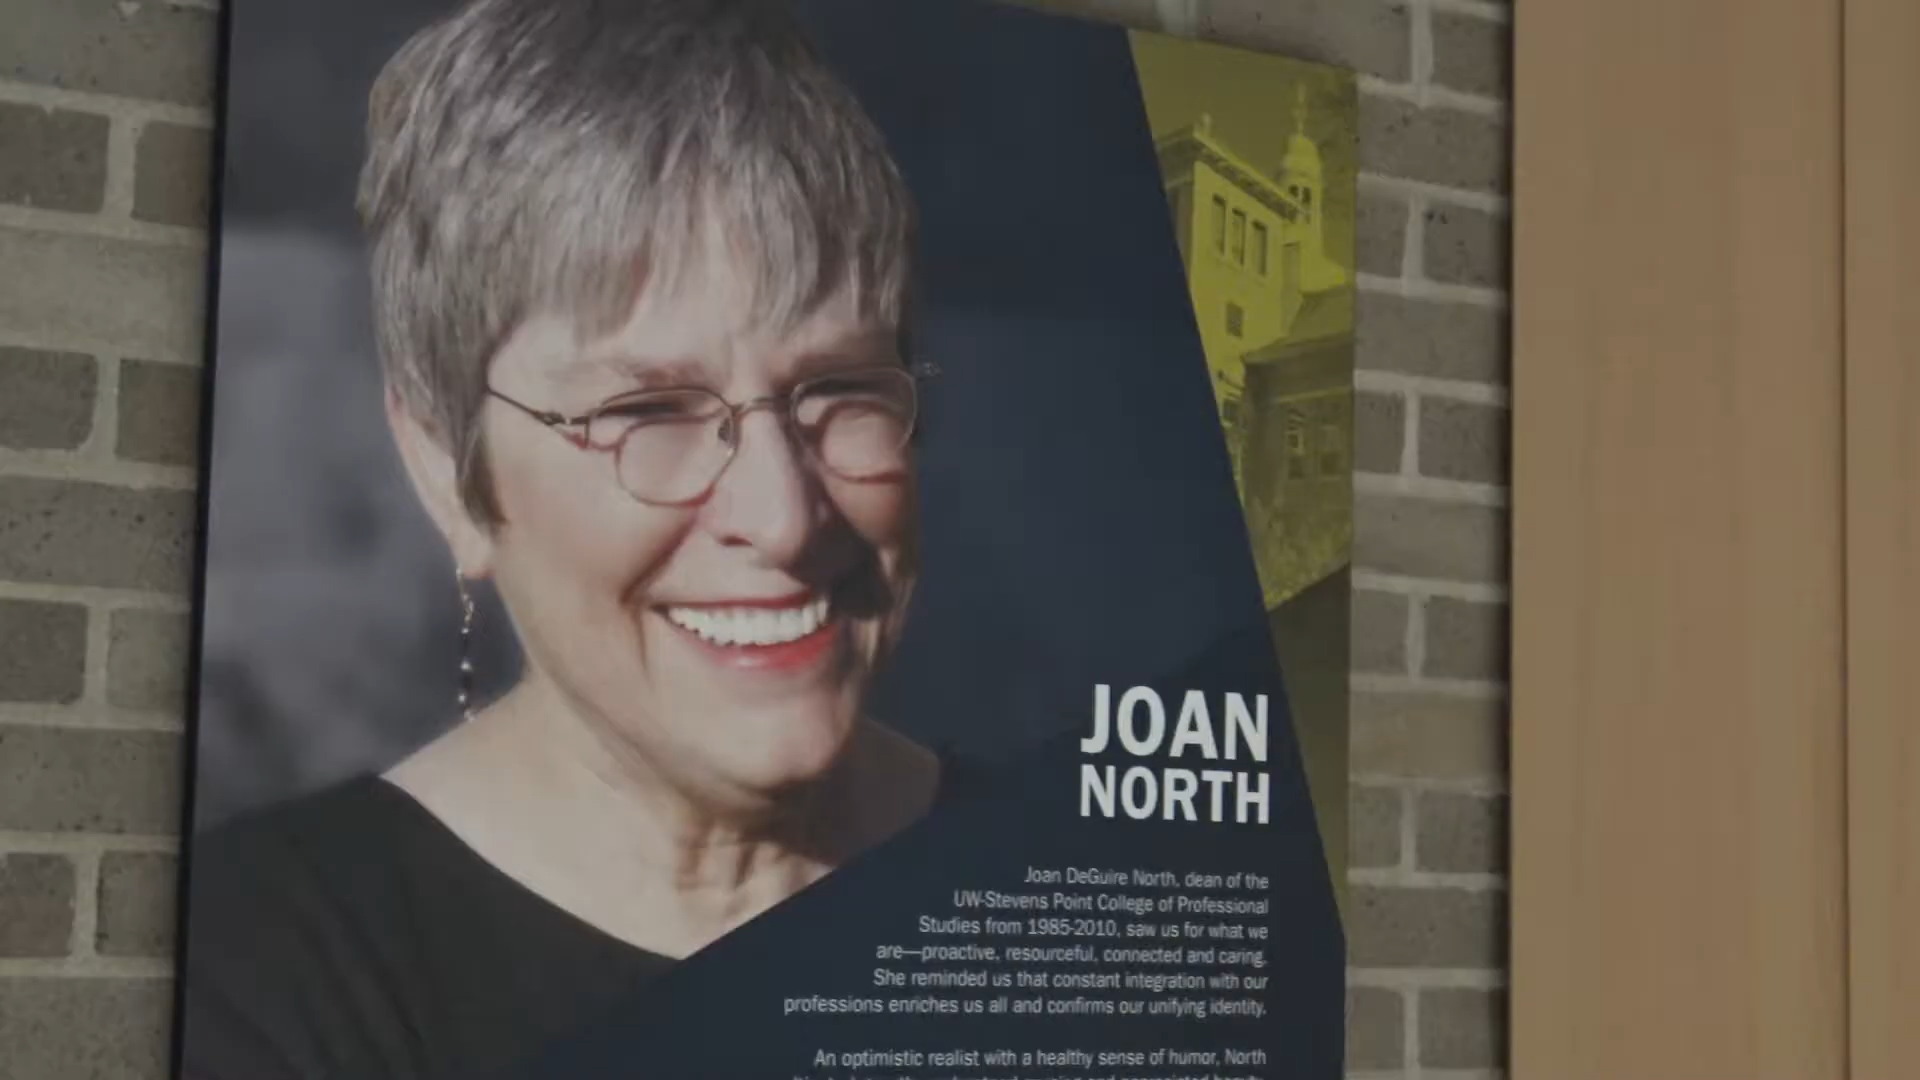 JOAN
NORTH
Joan DeGuire North, dean of the
UW-Stevens Point College of Professional
Studies from 1985-2010, saw us for what we
are—proactive, resourceful, connected and caring.
She reminded us that constant integration with our
professions enriches us all and confirms our unifying identity.
An optimistic realist with a healthy sense of humor, North